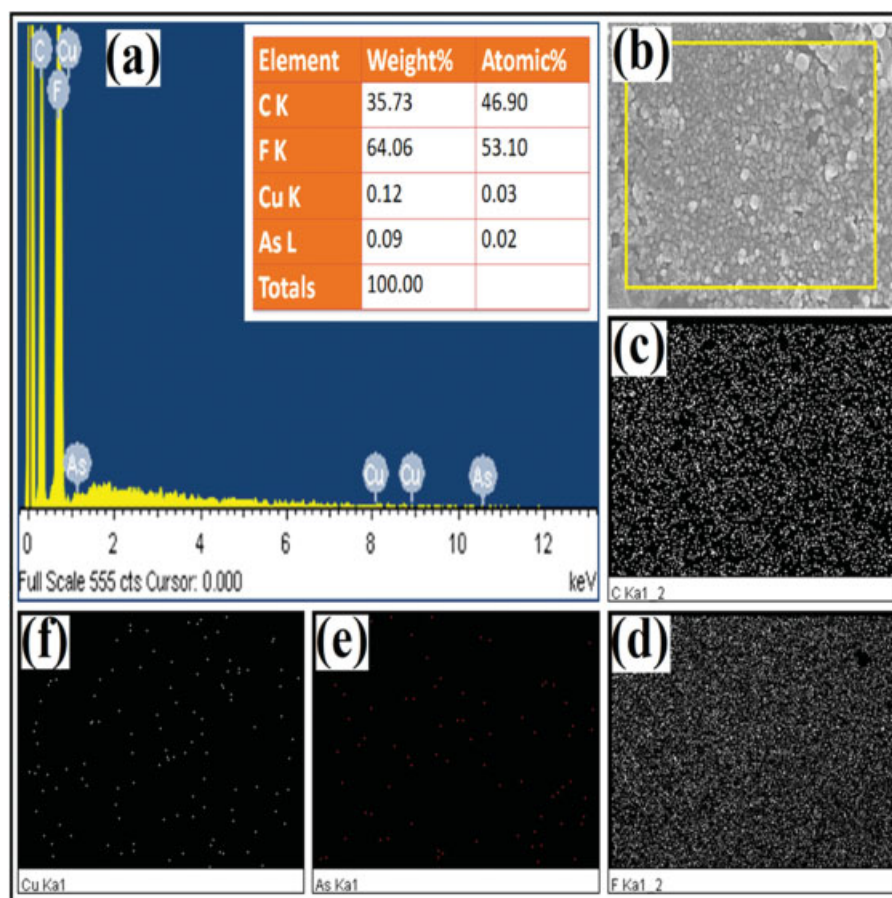 (a)
C Cu
F
Element Weight% Atomic%
C K 35.73 46.90
F K 64.06 53.10
Cu K 0.12 0.03
As L 0.09 0.02
Totals 100.00
As Cu Cu As
0 2 4 6 8 10 12
Full Scale 555 cts Cursor: 0.000 keV
(b)
(c)
C Ka1_2
(f)
Cu Ka1
(e)
As Ka1
(d)
F Ka1_2